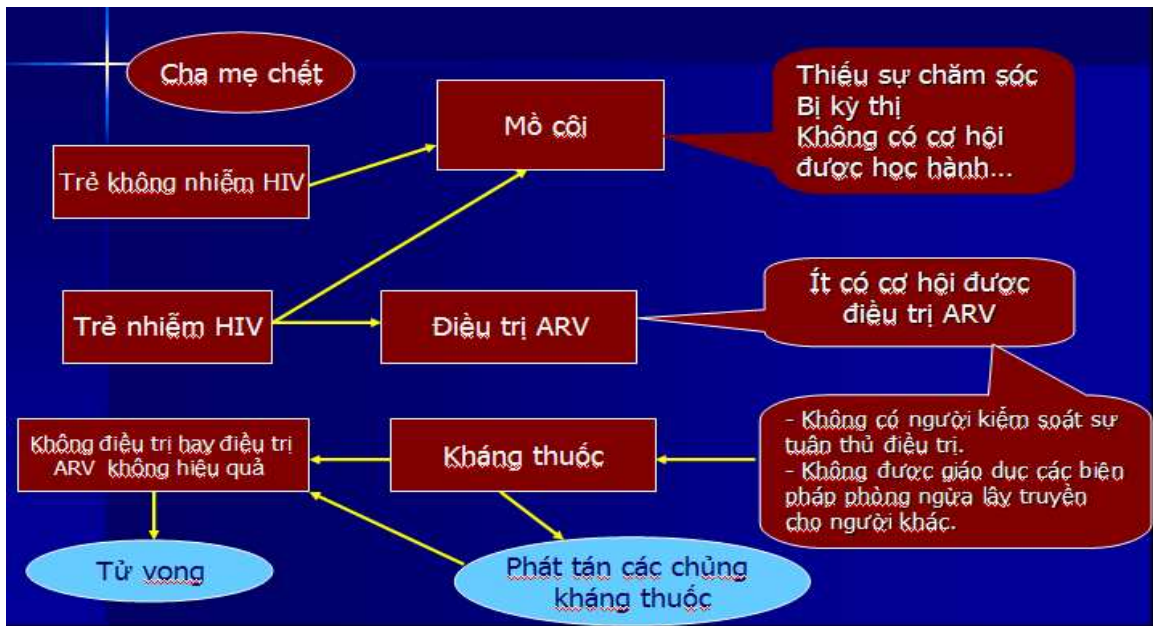 Cha mẹ chết
Mồ côi
Thiếu sự chăm sóc
Bị kỳ thị
Không có cơ hội
được học hành...
Trẻ không nhiễm HIV
Trẻ nhiễm HIV
Điều trị ARV
Ít có cơ hội được
điều trị ARV
Không điều trị hay điều trị
ARV không hiệu quả
Kháng thuốc
- Không có người kiểm soát sự
tuân thủ điều trị.
- Không được giáo dục các biện
pháp phòng ngừa lây truyền
cho người khác.
Tử vong
Phát tán các chủng
kháng thuốc